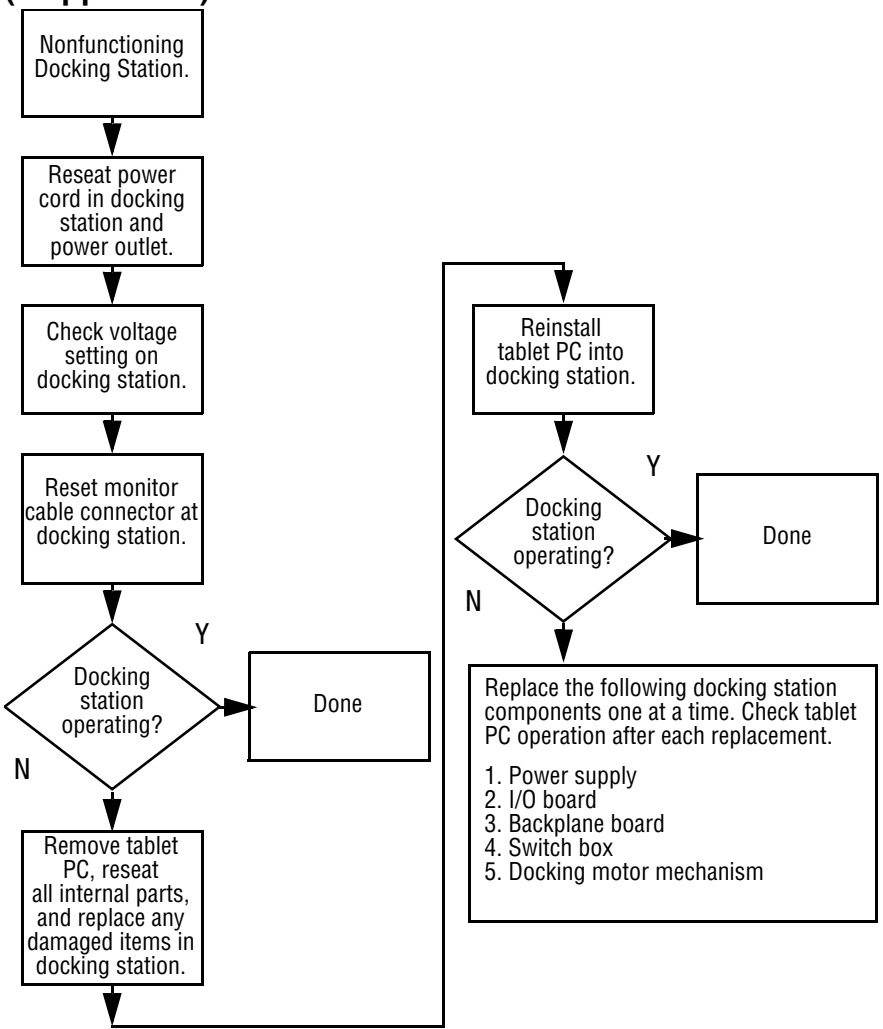 Nonfunctioning
Docking Station.
Reseat power
cord in docking
station and
power outlet.
Check voltage
setting on
docking station.
Reset monitor
cable connector at
docking station.
Docking
station
operating?
Y
Done
N
Remove tablet
PC, reseat
all internal parts,
and replace any
damaged items in
docking station.
Reinstall
tablet PC into
docking station.
Docking
station
operating?
Y
Done
N
Replace the following docking station
components one at a time. Check tablet
PC operation after each replacement.
1. Power supply
2. I/O board
3. Backplane board
4. Switch box
5. Docking motor mechanism